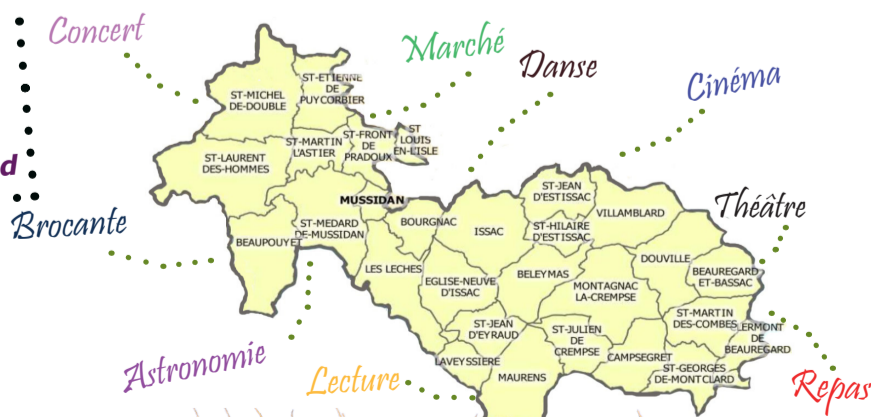 Concert
Marché
Danse
Cinéma
d
Brocante
Théâtre
Astronomie
Lecture
Repas
ST-MICHEL
DE-DOUBLE
ST-ETIENNE
DE
PUYCORBIER
ST-LAURENT
DES-HOMMES
ST-MARTIN
L'ASTIER
ST-FRONT
DE
PRADOUX
ST
LOUIS
EN-L'ISLE
MUSSIDAN
BEAUPOUYET
ST-MEDARD
DE-MUSSIDAN
BOURGNAC
LES LECHES
ISSAC
ST-JEAN
D'ESTISSAC
VILLAMBLARD
ST-HILAIRE
D'ESTISSAC
EGLISE-NEUVE
D'ISSAC
BELEYMAS
DOUVILLE
MONTAGNAC
LA-CREMPSE
BEAUREGARD
ET-BASSAC
ST-JEAN
D'EYRAUD
ST-JULIEN
DE
CREMPSE
ST-MARTIN
DES-COMBES
CLERMONT
DE
BEAUREGARD
LAVEYSSIERE
MAURENS
CAMPSEGRET
ST-GEORGES
DE-MONTCLARD